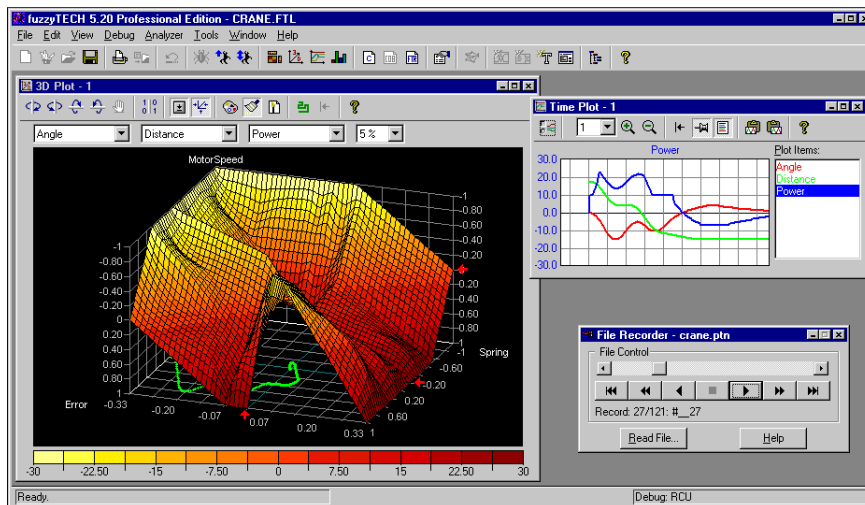 fuzzyTECH 5.20 Professional Edition - CRANE.FTL
File Edit View Debug Analyzer Tools Window Help
3D Plot - 1
Angle Distance Power 5 %
MotorSpeed
1
0.80
0.60
0.40
0.20
0
0.20
0.40
0.60
0.80
1
-1
-0.80
-0.60
-0.40
-0.20
0
0.20
0.40
0.60
0.80
1
Error
-0.33 -0.20 -0.07 0.07 0.20 0.33
Spring
-1
-0.60
-0.20
0.20
0.60
1
-30 -22.50 -15 -7.50 0 7.50 15 22.50 30
Time Plot - 1
1
Power
30.0
20.0
10.0
0.0
-10.0
-20.0
-30.0
Plot Items:
Angle
Distance
Power
File Recorder - crane.ptn
File Control
Record: 27/121: #__27
Read File... Help
Ready. Debug: RCU